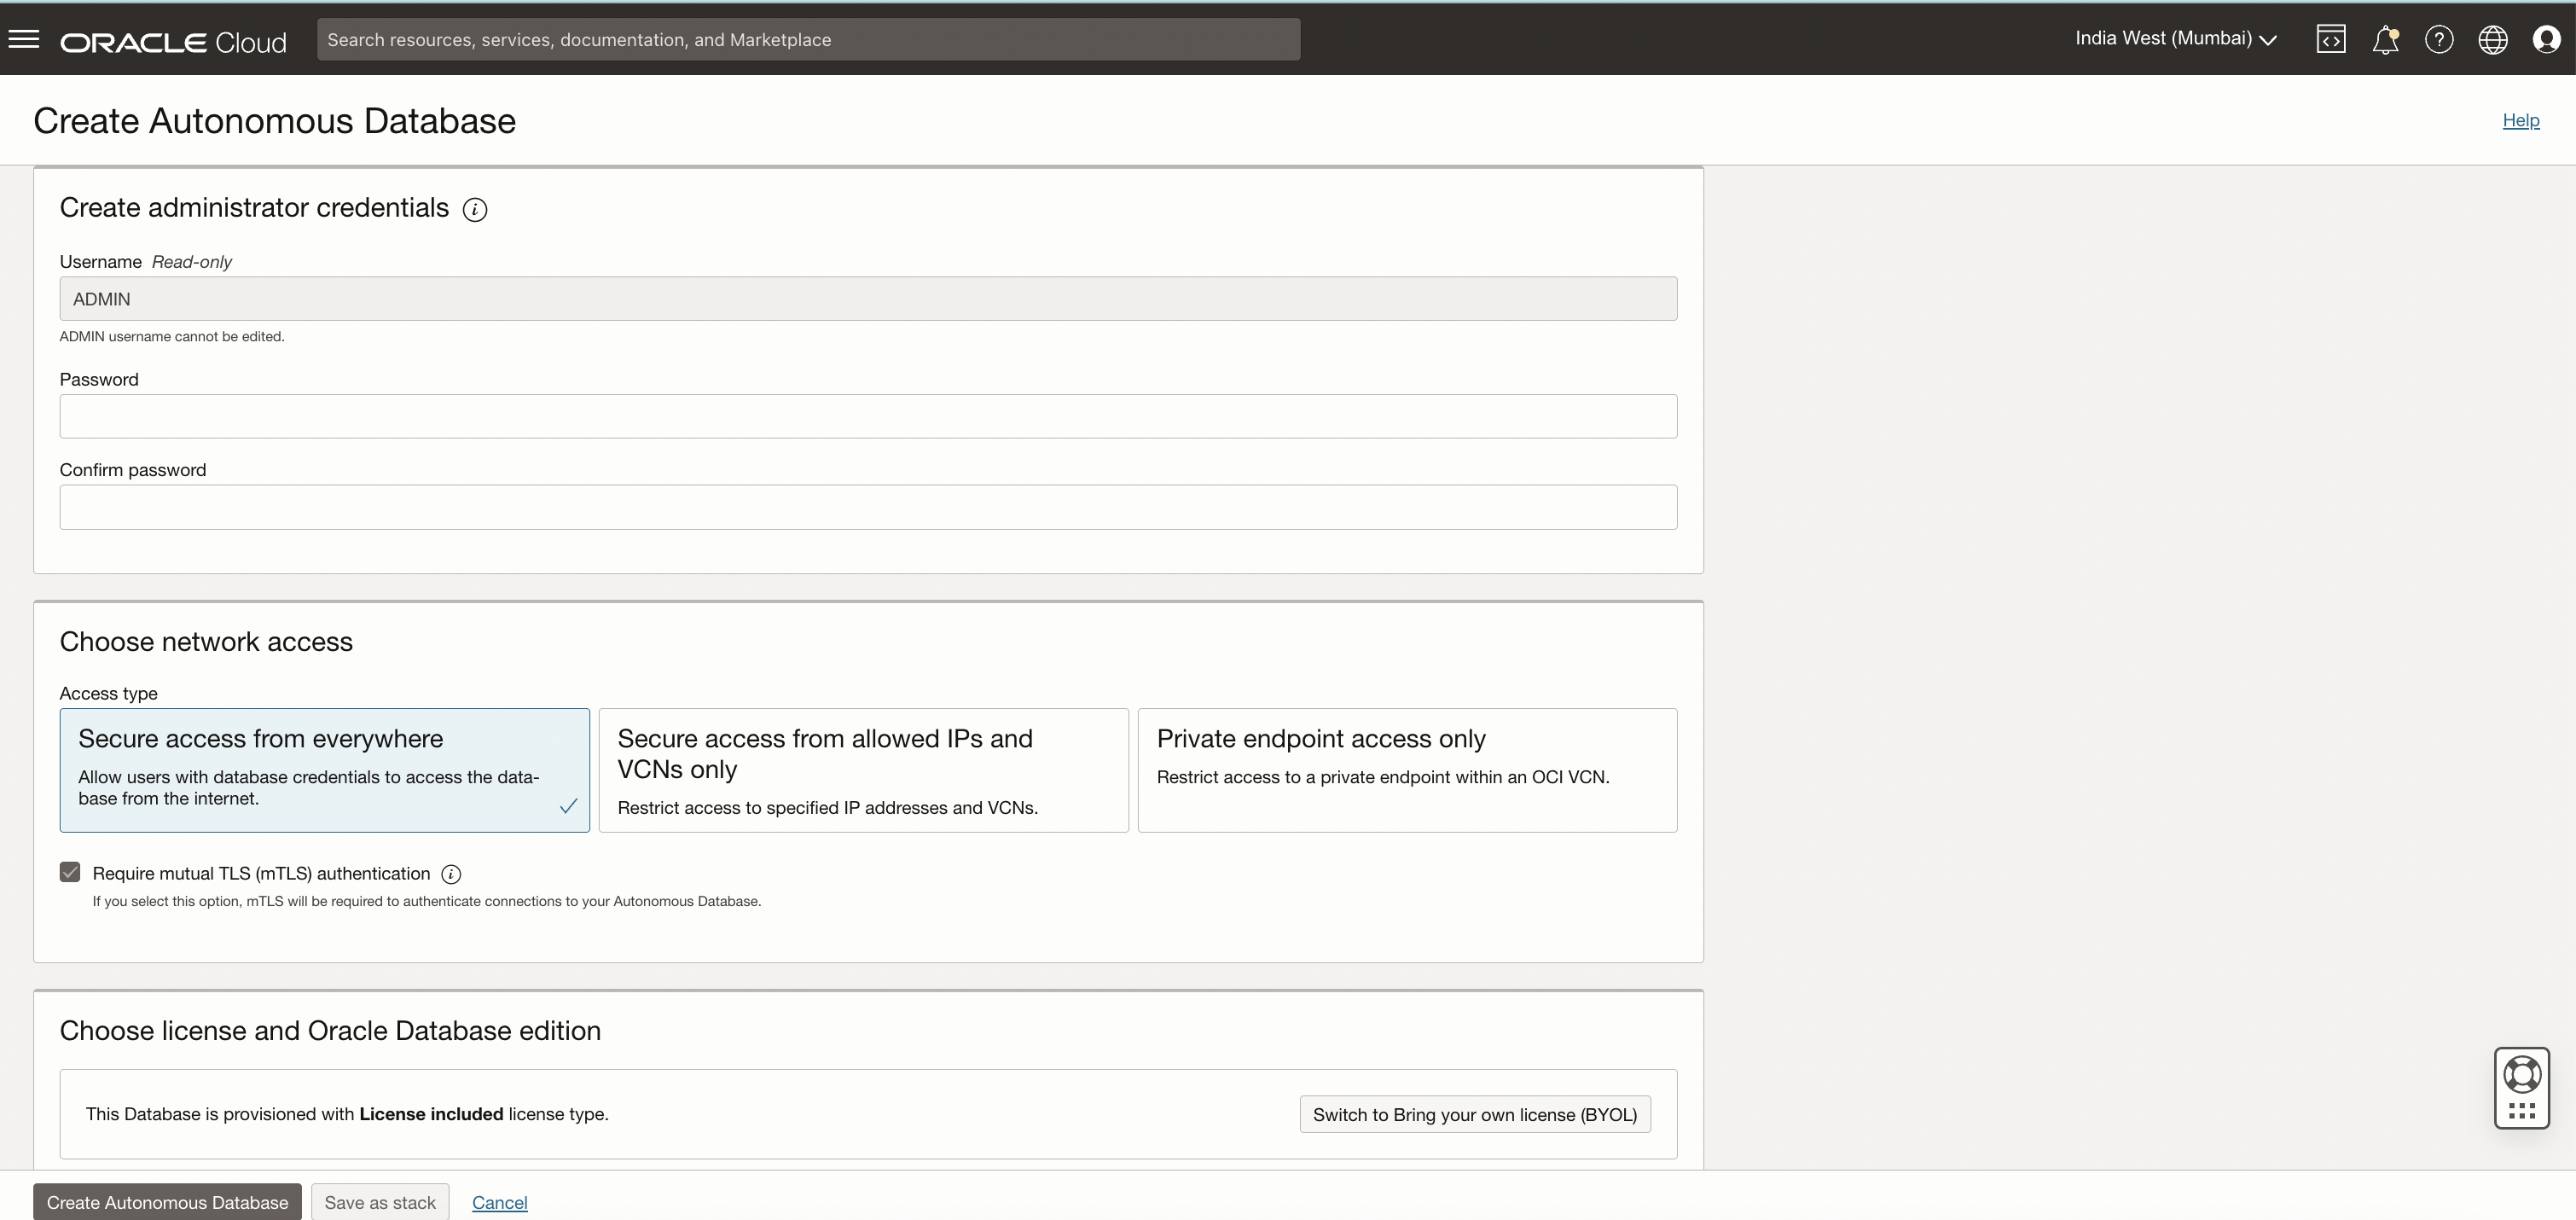 ORACLE Cloud
Search resources, services, documentation, and Marketplace
India West (Mumbai)
Create Autonomous Database
Help
Create administrator credentials
Username Read-only
ADMIN
ADMIN username cannot be edited.
Password
Confirm password
Choose network access
Access type
Secure access from everywhere
Allow users with database credentials to access the data-
base from the internet.
Secure access from allowed IPs and
VCNs only
Restrict access to specified IP addresses and VCNs.
Private endpoint access only
Restrict access to a private endpoint within an OCI VCN.
Require mutual TLS (mTLS) authentication
If you select this option, mTLS will be required to authenticate connections to your Autonomous Database.
Choose license and Oracle Database edition
This Database is provisioned with License included license type.
Switch to Bring your own license (BYOL)
Create Autonomous Database
Save as stack
Cancel